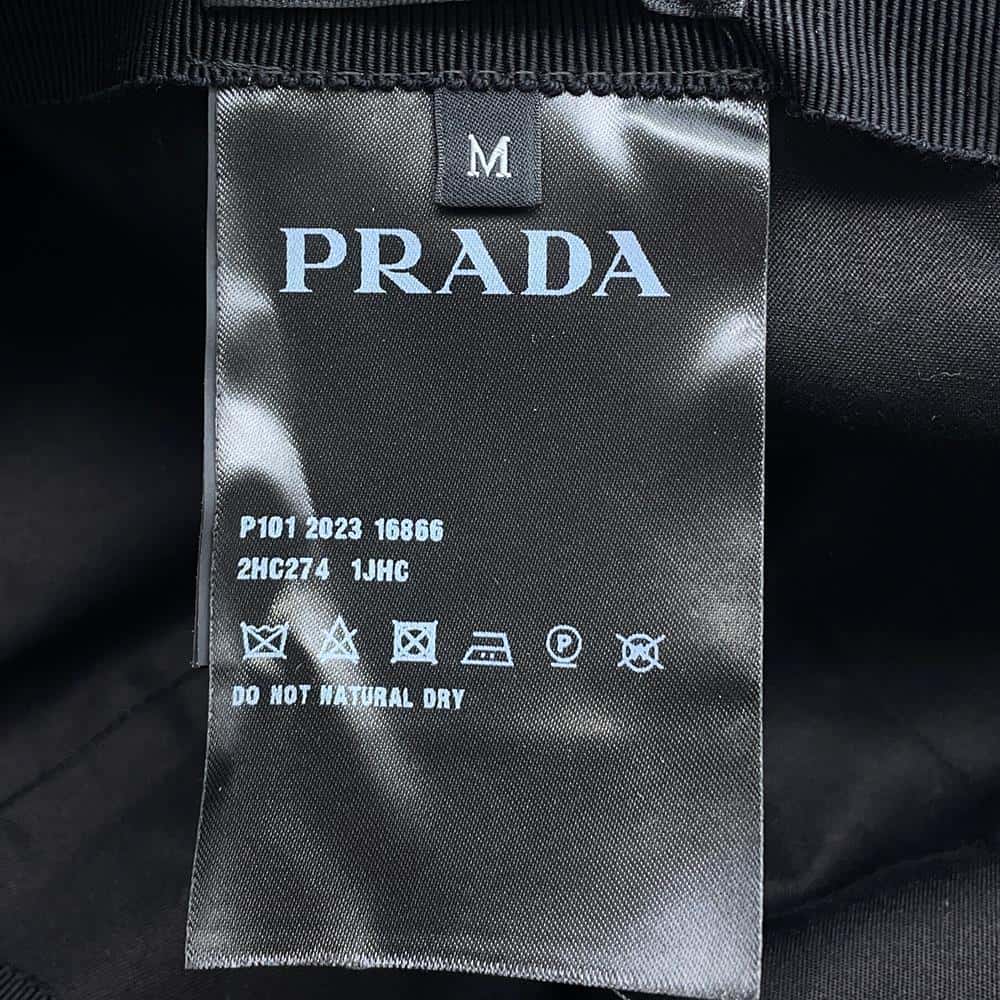 M
PRADA
P101 2023 16866
2HC274 1JHC
P
W
DO NOT NATURAL DRY